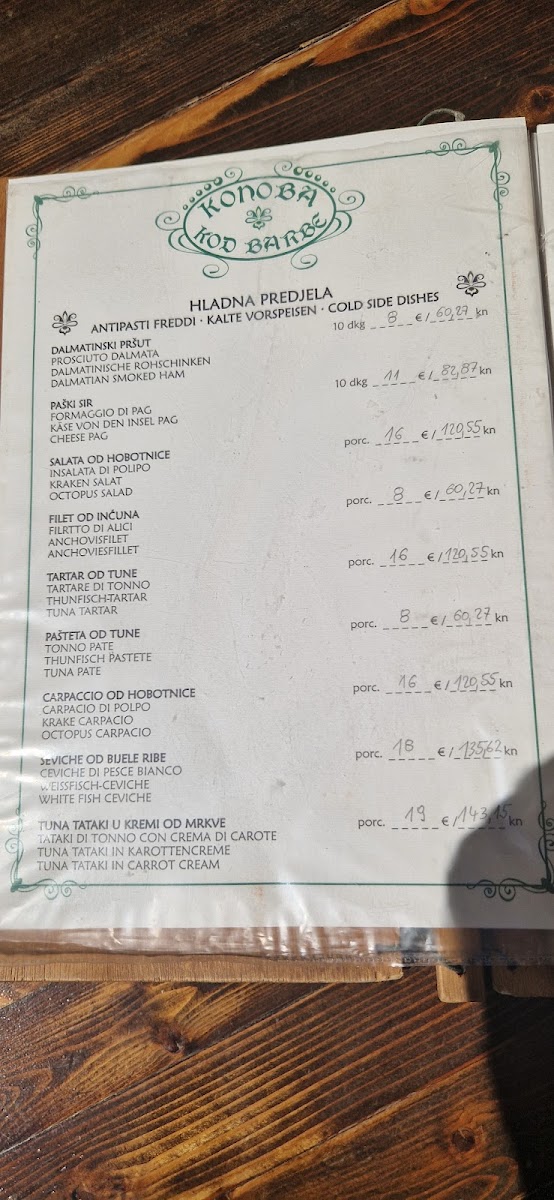 KONOBA
KOD BARBE
HLADNA PREDJELA
ANTIPASTI FREDDI · KALTE VORSPEISEN · COLD SIDE DISHES
DALMATINSKI PRŠUT 10 dkg 8 € / 60,27 kn
PROSCIUTO DALMATA
DALMATINISCHE ROHSCHINKEN
DALMATIAN SMOKED HAM
PAŠKI SIR 10 dkg 11 € / 82,87 kn
FORMAGGIO DI PAG
KÄSE VON DEN INSEL PAG
CHEESE PAG
SALATA OD HOBOTNICE porc. 16 € / 120,55 kn
INSALATA DI POLIPO
KRAKEN SALAT
OCTOPUS SALAD
FILET OD INĆUNA porc. 8 € / 60,27 kn
FILRTTO DI ALICI
ANCHOVISFILET
ANCHOVIESFILLET
TARTAR OD TUNE porc. 16 € / 120,55 kn
TARTARE DI TONNO
THUNFISCH-TARTAR
TUNA TARTAR
PAŠTETA OD TUNE porc. 8 € / 60,27 kn
TONNO PATE
THUNFISCH PASTETE
TUNA PATE
CARPACCIO OD HOBOTNICE porc. 16 € / 120,55 kn
CARPACIO DI POLPO
KRAKE CARPACIO
OCTOPUS CARPACIO
SEVICHE OD BIJELE RIBE porc. 18 € / 135,62 kn
CEVICHE DI PESCE BIANCO
WEISSFISCH-CEVICHE
WHITE FISH CEVICHE
TUNA TATAKI U KREMI OD MRKVE porc. 19 € / 143,15 kn
TATAKI DI TONNO CON CREMA DI CAROTE
TUNA TATAKI IN KAROTTENCREME
TUNA TATAKI IN CARROT CREAM